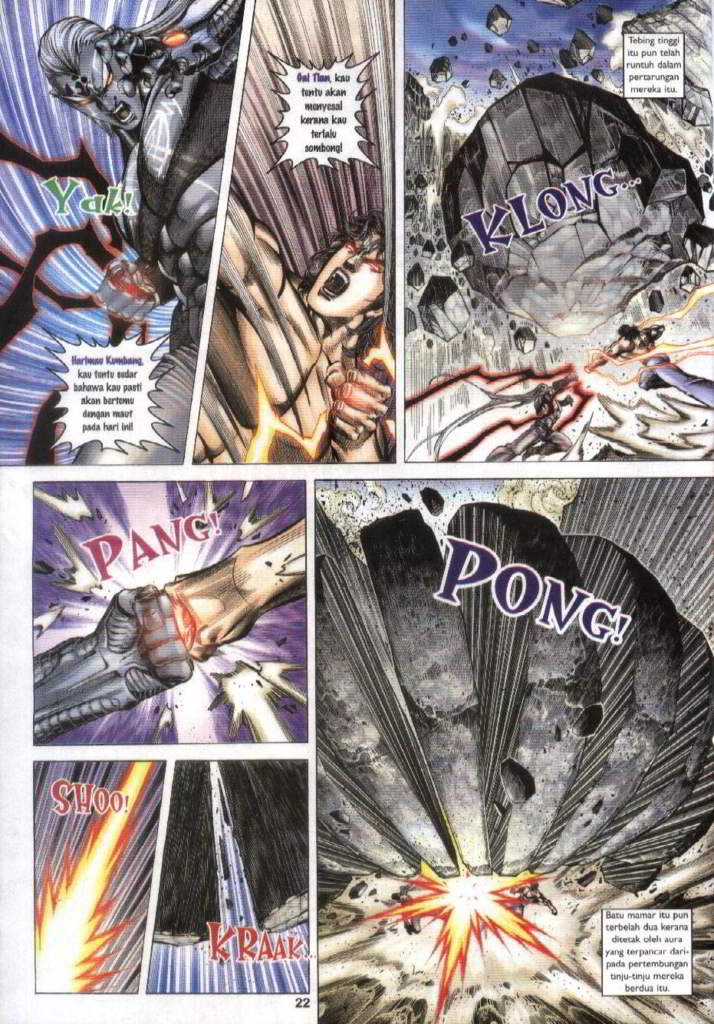 Yak!
Harimau Kumbang,
kau tentu sedar
bahawa kau pasti
akan bertemu
dengan maut
pada hari ini!
Gai Tian, kau
tentu akan
menyesal
kerana kau
terlalu
sombong!
Tebing tinggi
itu pun telah
runtuh dalam
pertarungan
mereka itu.
KLONG...
PANG!
SHOO!
KRAAK..
PONG!
Batu mamar itu pun
terbelah dua kerana
ditetak oleh aura
yang terpancar dari-
pada pertembungan
tinju-tinju mereka
berdua itu.
22